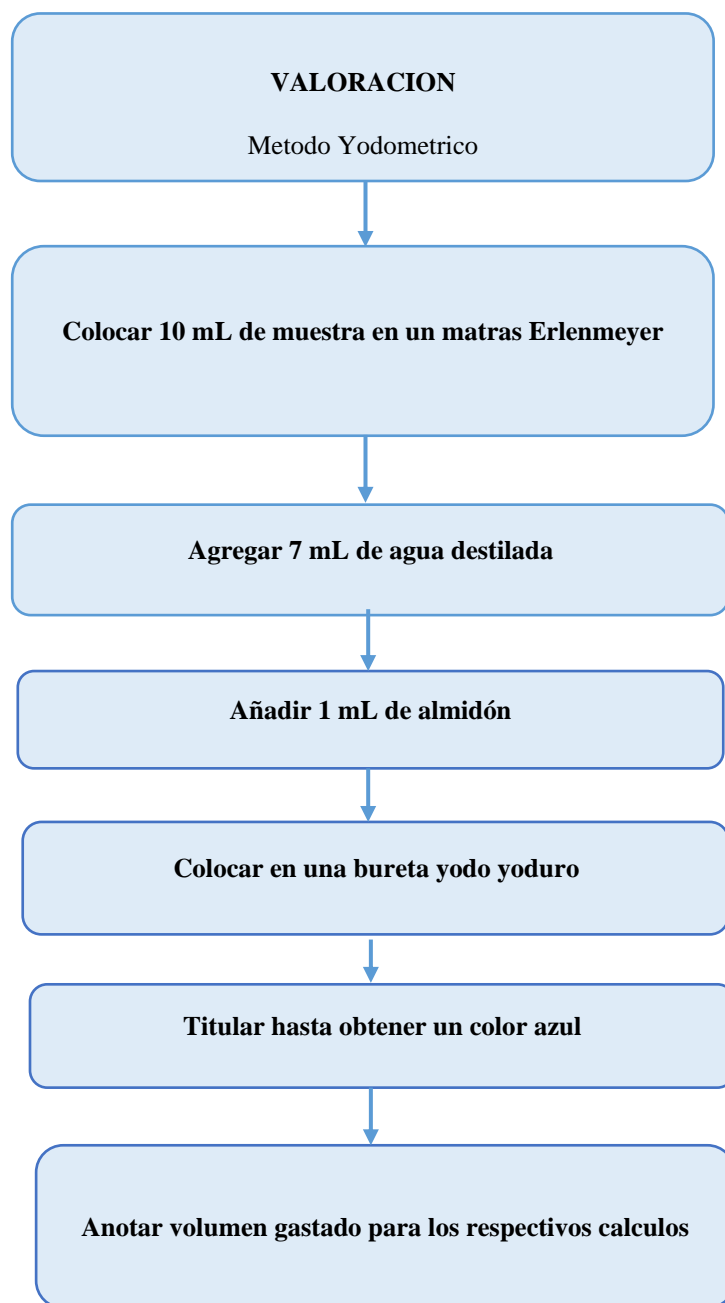 VALORACION
Metodo Yodometrico
Colocar 10 mL de muestra en un matras Erlenmeyer
Agregar 7 mL de agua destilada
Añadir 1 mL de almidón
Colocar en una bureta yodo yoduro
Titular hasta obtener un color azul
Anotar volumen gastado para los respectivos calculos